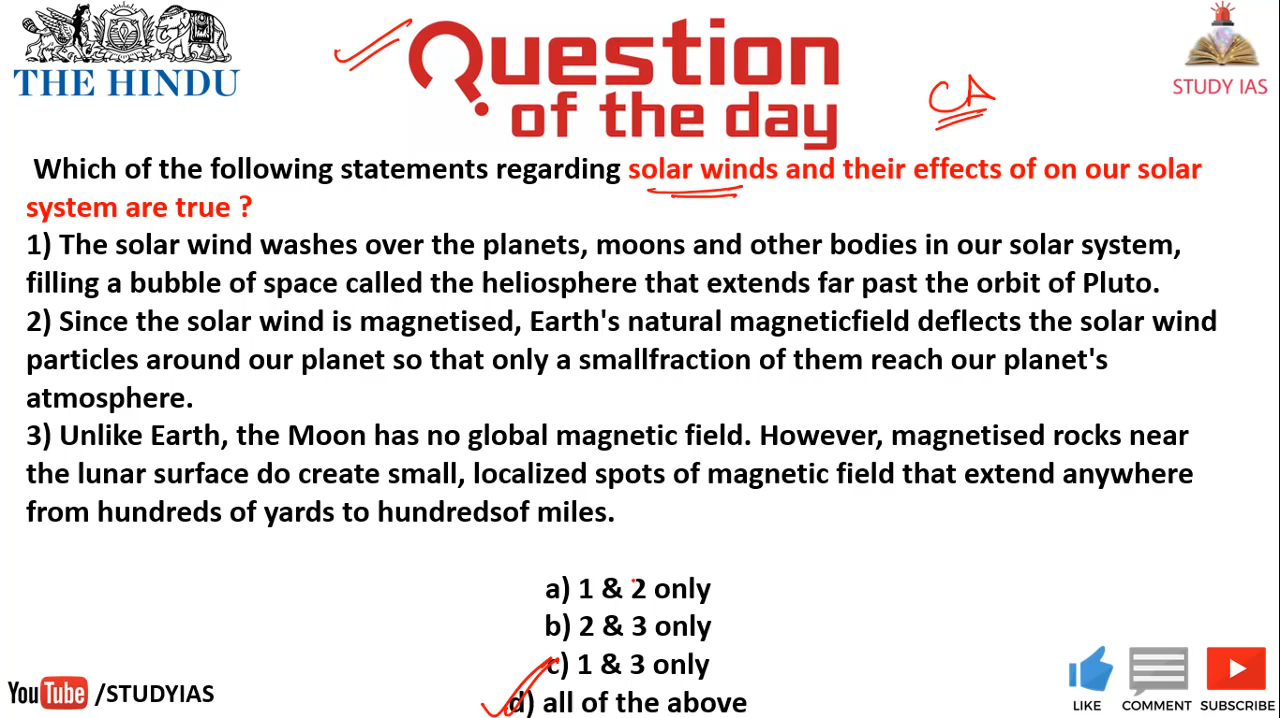 THE HINDU
Question
of the day
CA
STUDY IAS
Which of the following statements regarding solar winds and their effects of on our solar
system are true ?
1) The solar wind washes over the planets, moons and other bodies in our solar system,
filling a bubble of space called the heliosphere that extends far past the orbit of Pluto.
2) Since the solar wind is magnetised, Earth's natural magneticfield deflects the solar wind
particles around our planet so that only a smallfraction of them reach our planet's
atmosphere.
3) Unlike Earth, the Moon has no global magnetic field. However, magnetised rocks near
the lunar surface do create small, localized spots of magnetic field that extend anywhere
from hundreds of yards to hundredsof miles.
a) 1 & 2 only
b) 2 & 3 only
c) 1 & 3 only
d) all of the above
YouTube /STUDYIAS
LIKE COMMENT SUBSCRIBE